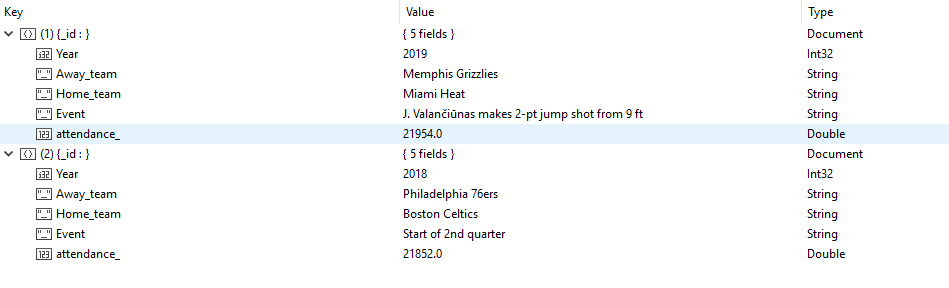 Key Value Type
(1) {_id : } { 5 fields } Document
Year 2019 Int32
Away_team Memphis Grizzlies String
Home_team Miami Heat String
Event J. Valančiūnas makes 2-pt jump shot from 9 ft String
attendance_ 21954.0 Double
(2) {_id : } { 5 fields } Document
Year 2018 Int32
Away_team Philadelphia 76ers String
Home_team Boston Celtics String
Event Start of 2nd quarter String
attendance_ 21852.0 Double